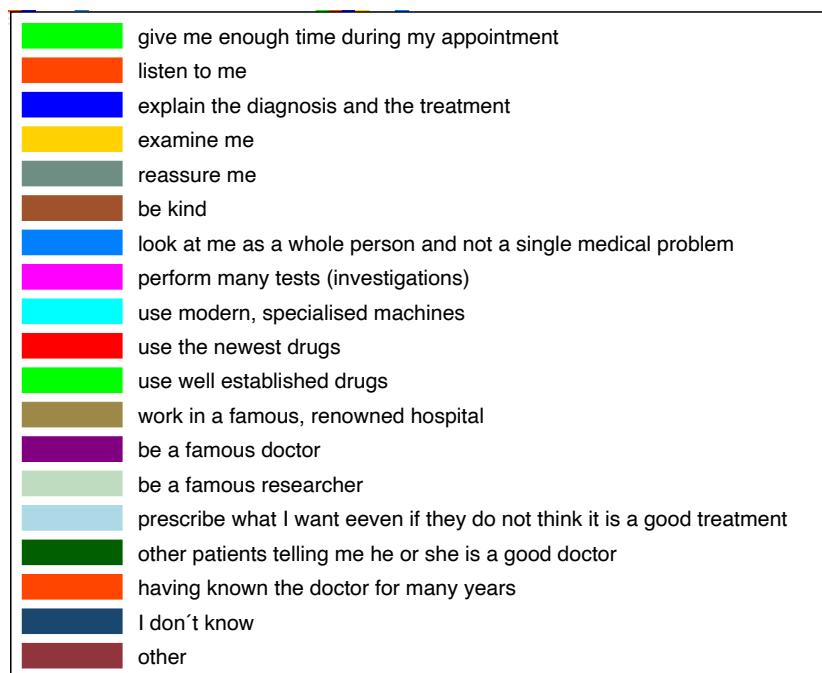 give me enough time during my appointment
listen to me
explain the diagnosis and the treatment
examine me
reassure me
be kind
look at me as a whole person and not a single medical problem
perform many tests (investigations)
use modern, specialised machines
use the newest drugs
use well established drugs
work in a famous, renowned hospital
be a famous doctor
be a famous researcher
prescribe what I want eeven if they do not think it is a good treatment
other patients telling me he or she is a good doctor
having known the doctor for many years
I don´t know
other